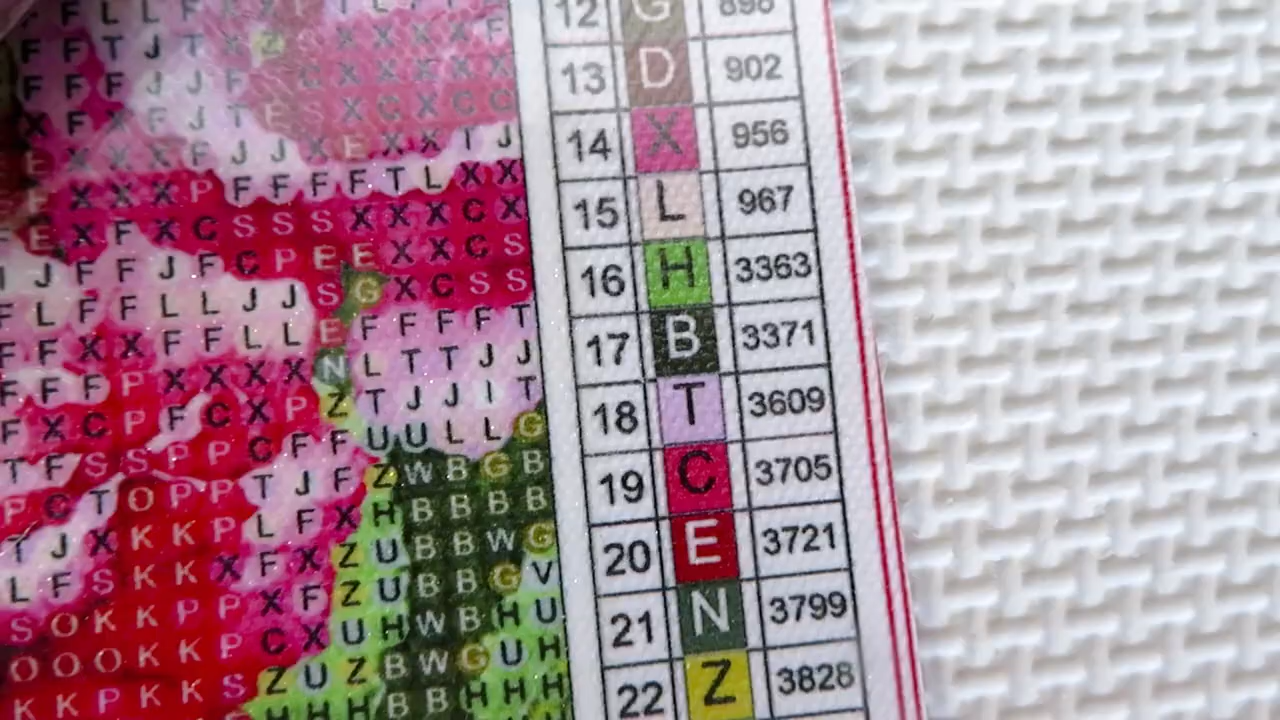 12 G 898
F F T J T X Z S X X X X F
13 D 902
F F F J J F C X X X X X
X F X F J T E S X C X C C
14 X 956
E X X X F J J X E X X T J
X X X P F F F F T L X X
15 L 967
E X F X C S S S X X X C X
J F F J F C P E E X X C S
16 H 3363
F L F F L L J J S G X C S S
17 B 3371
F F X X F F L L E F F F F T
F F F P X X X X N L T T J J
18 T 3609
F X C P F C X P Z T J J I T
T F S S P P C F F U U L L G
19 C 3705
P C T O P P T J F Z W B G B
T J X K K P L F X H B B B B
20 E 3721
L F S K K X F X Z U B B W G
S O K K P P X F Z U B B G V
21 N 3799
O O O K K P C X U H W B H U
K K P K K S Z U Z B W G U H
22 Z 3828
H H H B B H H H